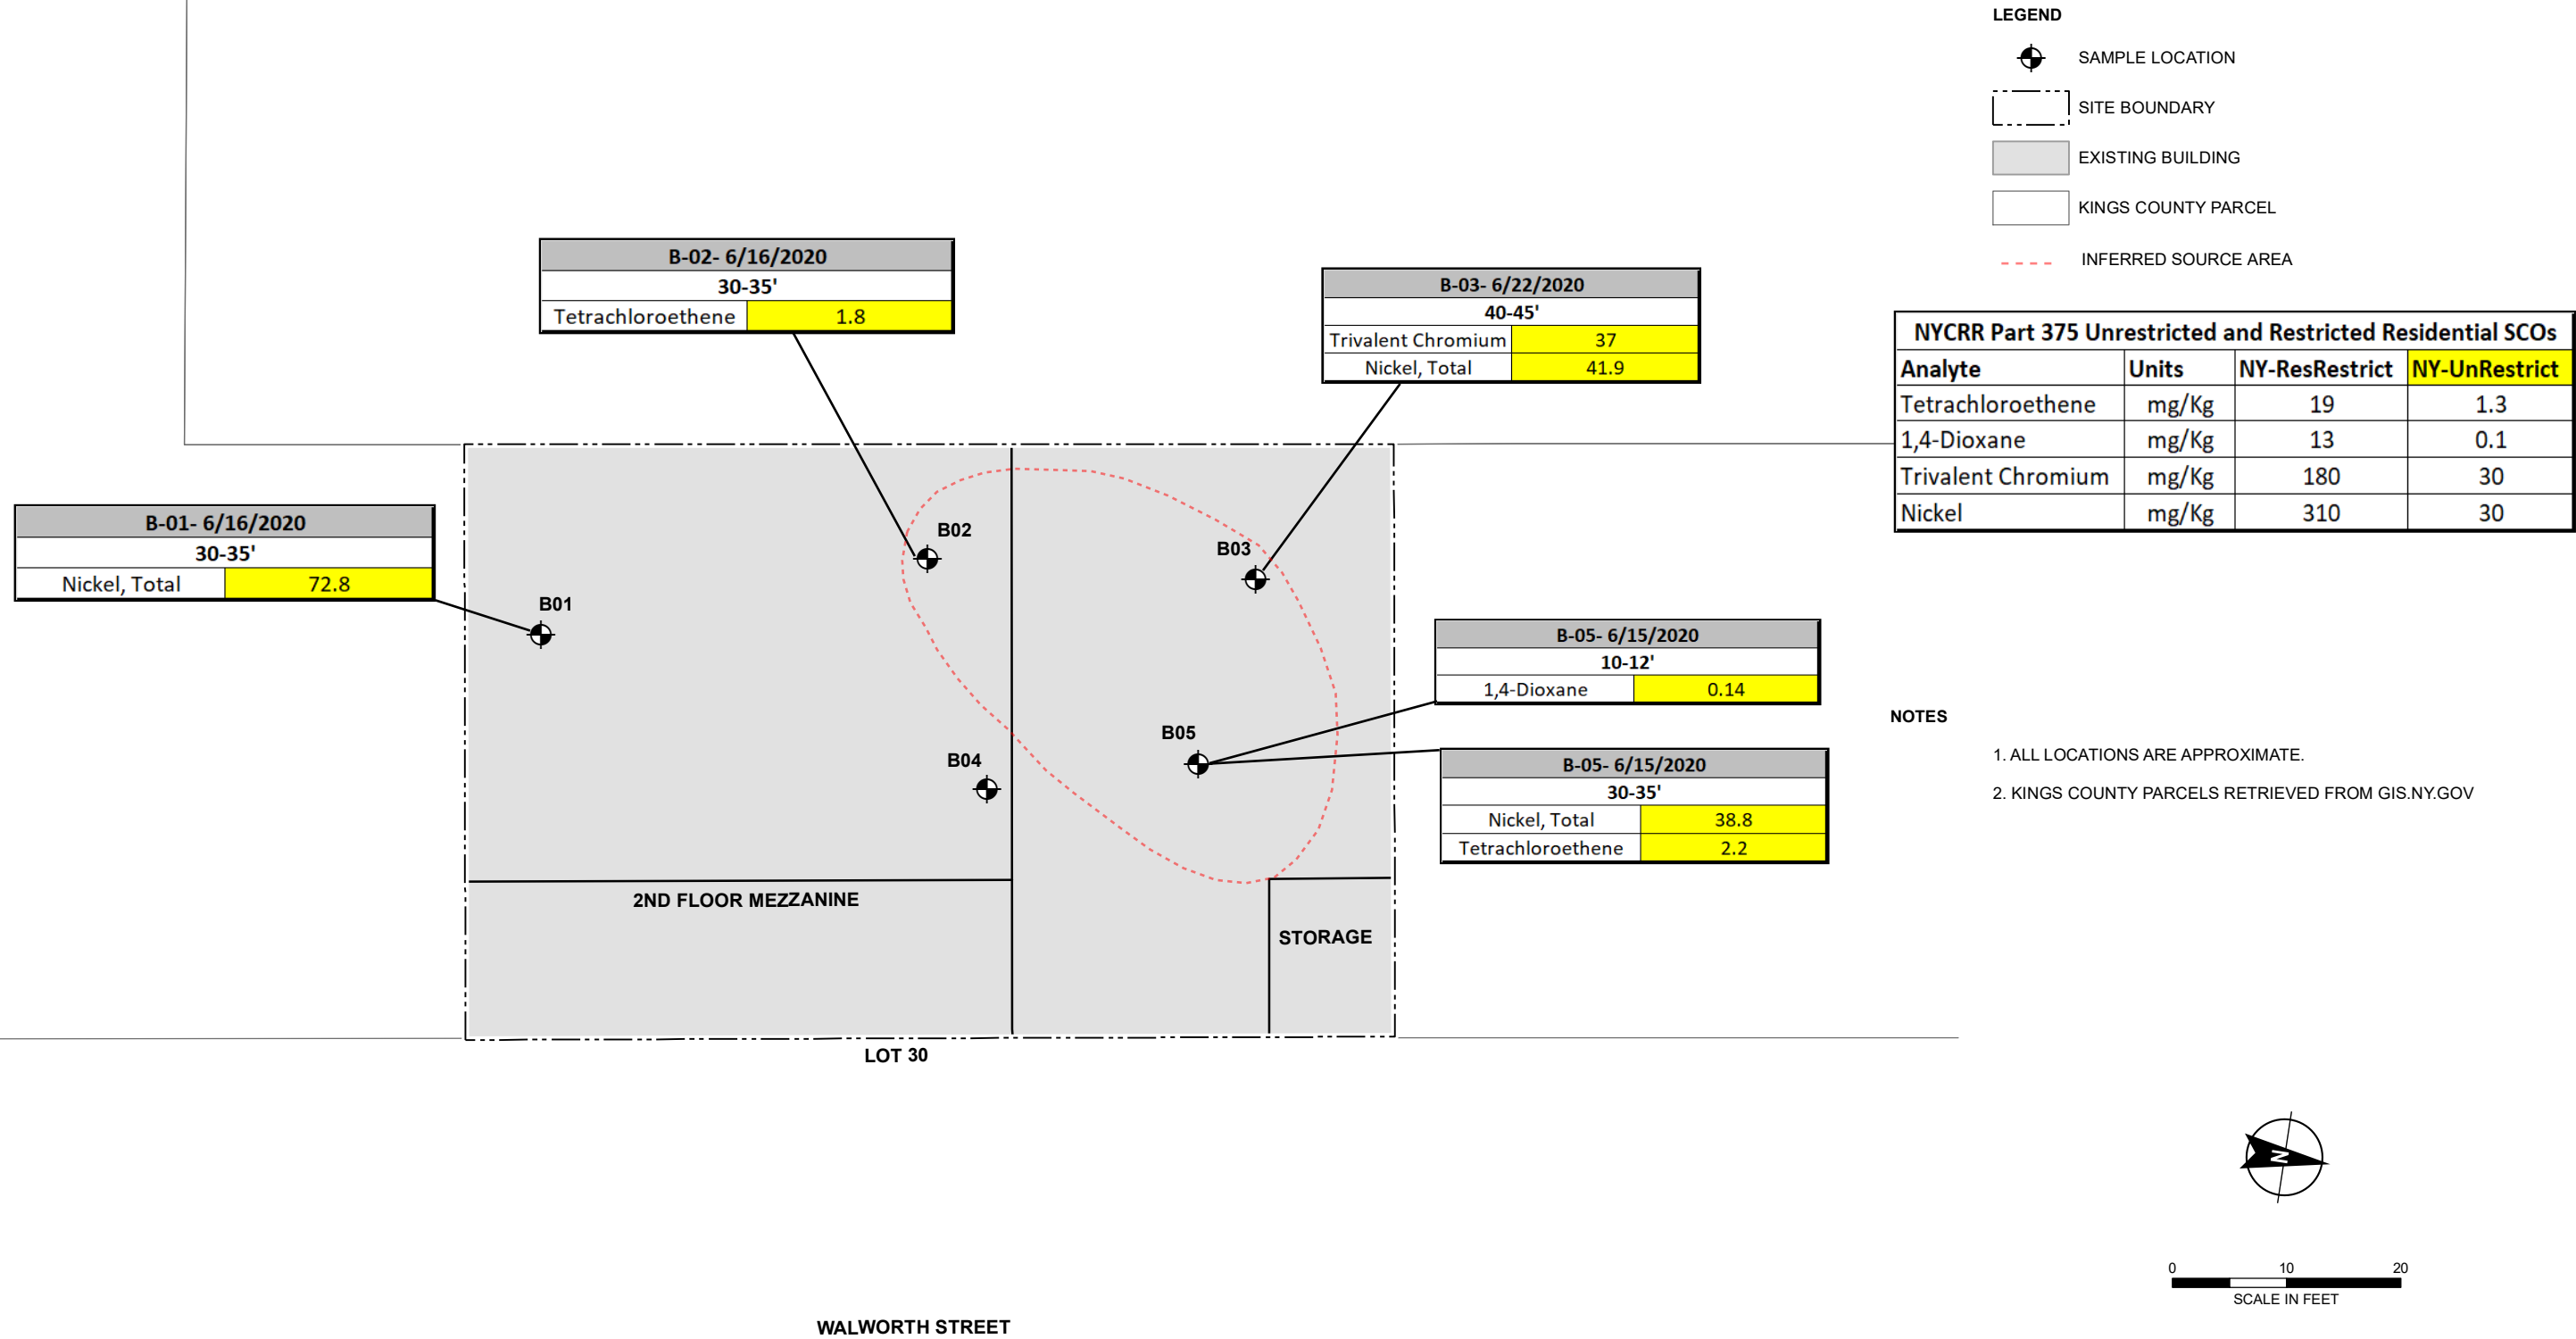 LEGEND
SAMPLE LOCATION
SITE BOUNDARY
EXISTING BUILDING
KINGS COUNTY PARCEL
INFERRED SOURCE AREA
B-02- 6/16/2020
30-35'
Tetrachloroethene 1.8
B-03- 6/22/2020
40-45'
Trivalent Chromium 37
Nickel, Total 41.9
NYCRR Part 375 Unrestricted and Restricted Residential SCOs
Analyte Units NY-ResRestrict NY-UnRestrict
Tetrachloroethene mg/Kg 19 1.3
1,4-Dioxane mg/Kg 13 0.1
Trivalent Chromium mg/Kg 180 30
Nickel mg/Kg 310 30
B-01- 6/16/2020
30-35'
Nickel, Total 72.8
B02
B03
B01
B-05- 6/15/2020
10-12'
1,4-Dioxane 0.14
B05
B04
B-05- 6/15/2020
30-35'
Nickel, Total 38.8
Tetrachloroethene 2.2
NOTES
1. ALL LOCATIONS ARE APPROXIMATE.
2. KINGS COUNTY PARCELS RETRIEVED FROM GIS.NY.GOV
2ND FLOOR MEZZANINE
STORAGE
LOT 30
N
0 10 20
SCALE IN FEET
WALWORTH STREET